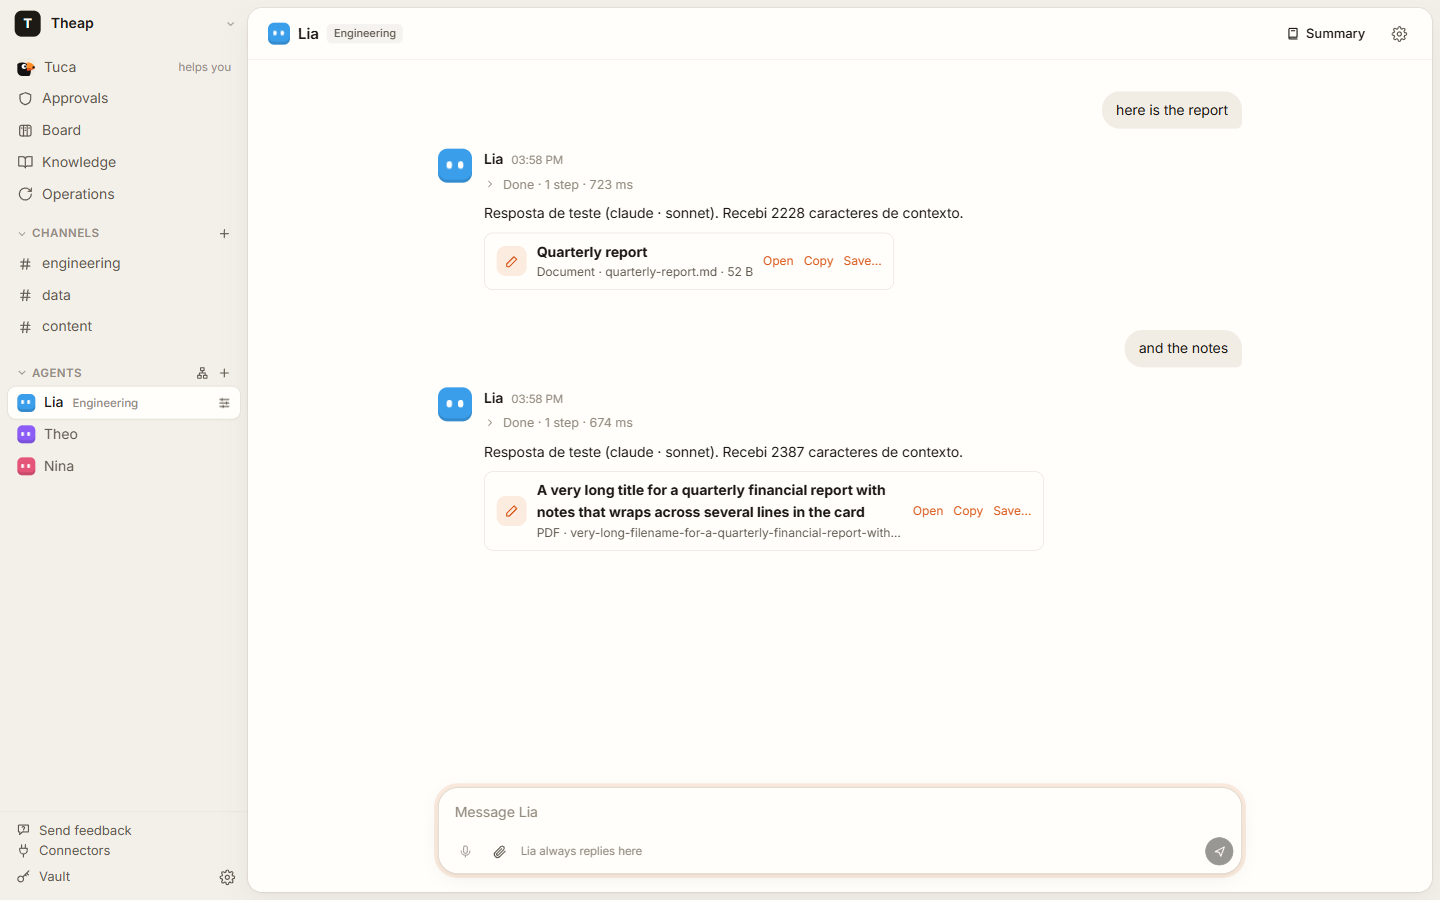 T Theap
Tuca helps you
Approvals
Board
Knowledge
Operations
CHANNELS
# engineering
# data
# content
AGENTS
Lia Engineering
Theo
Nina
Send feedback
Connectors
Vault
Lia Engineering
Summary
here is the report
Lia 03:58 PM
Done · 1 step · 723 ms
Resposta de teste (claude · sonnet). Recebi 2228 caracteres de contexto.
Quarterly report
Document · quarterly-report.md · 52 B
Open Copy Save...
and the notes
Lia 03:58 PM
Done · 1 step · 674 ms
Resposta de teste (claude · sonnet). Recebi 2387 caracteres de contexto.
A very long title for a quarterly financial report with
notes that wraps across several lines in the card
PDF · very-long-filename-for-a-quarterly-financial-report-with...
Open Copy Save...
Message Lia
Lia always replies here